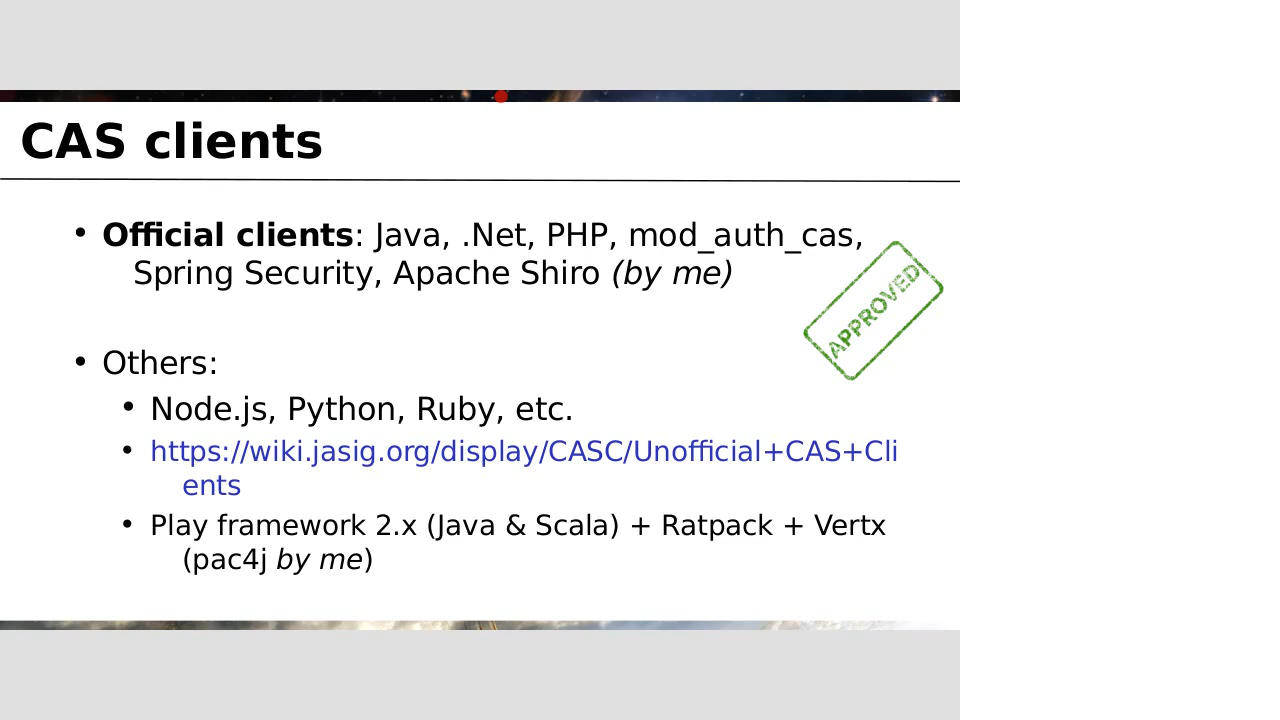 CAS clients
• Official clients: Java, .Net, PHP, mod_auth_cas,
Spring Security, Apache Shiro (by me)
APPROVED
• Others:
• Node.js, Python, Ruby, etc.
• https://wiki.jasig.org/display/CASC/Unofficial+CAS+Cli
ents
• Play framework 2.x (Java & Scala) + Ratpack + Vertx
(pac4j by me)